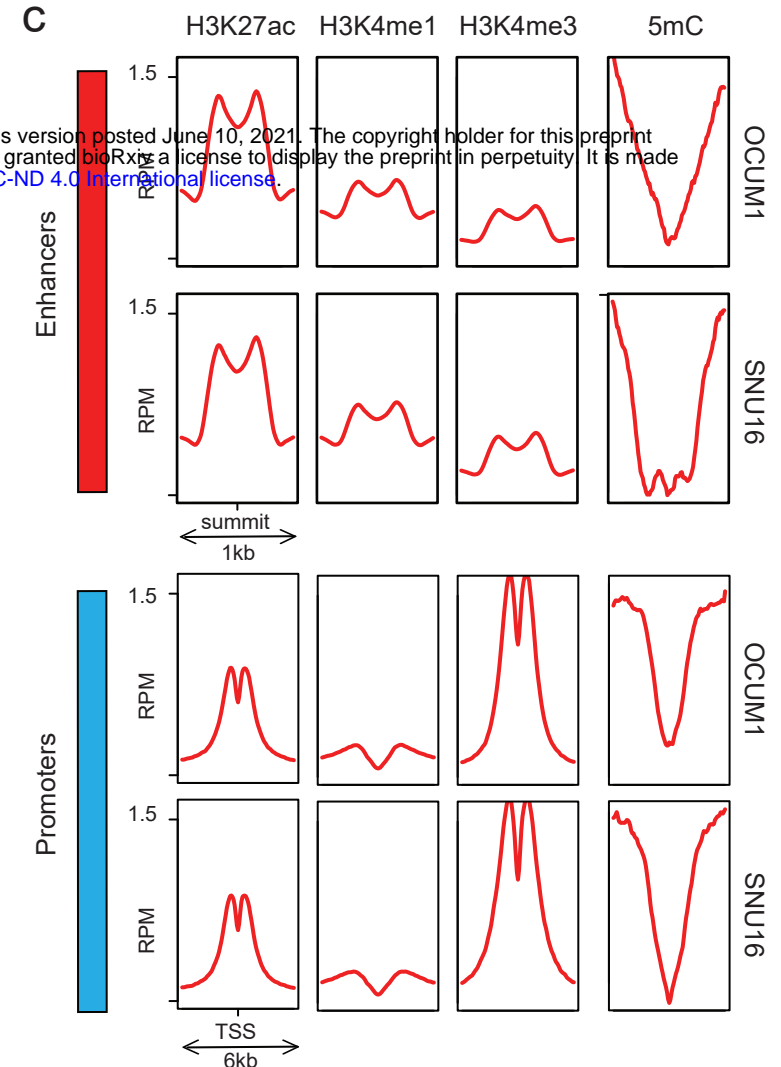 C
H3K27ac H3K4me1 H3K4me3 5mC
1.5
s version posted June 10, 2021. The copyright holder for this preprint
granted bioRxiv a license to display the preprint in perpetuity. It is made
C-ND 4.0 International license.
RPM
OCUM1
Enhancers
1.5
RPM
SNU16
summit
1kb
1.5
RPM
OCUM1
Promoters
1.5
RPM
SNU16
TSS
6kb